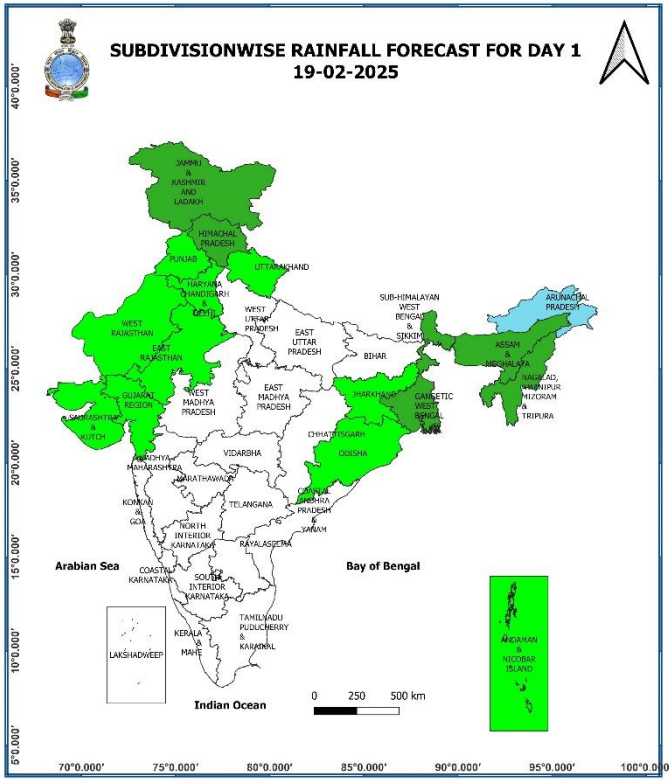 SUBDIVISIONWISE RAINFALL FORECAST FOR DAY 1
19-02-2025
40°0.000'
35°0.000'
30°0.000'
25°0.000'
20°0.000'
15°0.000'
10°0.000'
5°0.000'
JAMMU
&
KASHMIR
AND
LADAKH
HIMACHAL
PRADESH
PUNJAB
UTTARAKHAND
HARYANA
CHANDIGARH
&
DELHI
WEST
UTTAR
PRADESH
EAST
UTTAR
PRADESH
SUB-HIMALAYAN
WEST
BENGAL
&
SIKKIM
ARUNACHAL
PRADESH
WEST
RAJASTHAN
EAST
RAJASTHAN
BIHAR
ASSAM
&
MEGHALAYA
NAGALAD,
MANIPUR
MIZORAM
&
TRIPURA
GUJARAT
REGION
SAURASHTRA
&
KUTCH
WEST
MADHYA
PRADESH
EAST
MADHYA
PRADESH
JHARKHAND
GANGETIC
WEST
BENGAL
CHHATTISGARH
ODISHA
MADHYA
MAHARASHTRA
VIDARBHA
MARATHAWADA
KONKAN
&
GOA
TELANGANA
COASTAL
ANDHRA
PRADESH
&
YANAM
NORTH
INTERIOR
KARNATAKA
RAYALASEEMA
COASTAL
KARNATAKA
SOUTH
INTERIOR
KARNATAKA
Arabian Sea
Bay of Bengal
LAKSHADWEEP
KERALA
&
MAHE
TAMILNADU
PUDUCHERRY
&
KARAIKAL
ANDAMAN
&
NICOBAR
ISLAND
Indian Ocean
0 250 500 km
70°0.000' 75°0.000' 80°0.000' 85°0.000' 90°0.000' 95°0.000' 100°0.000